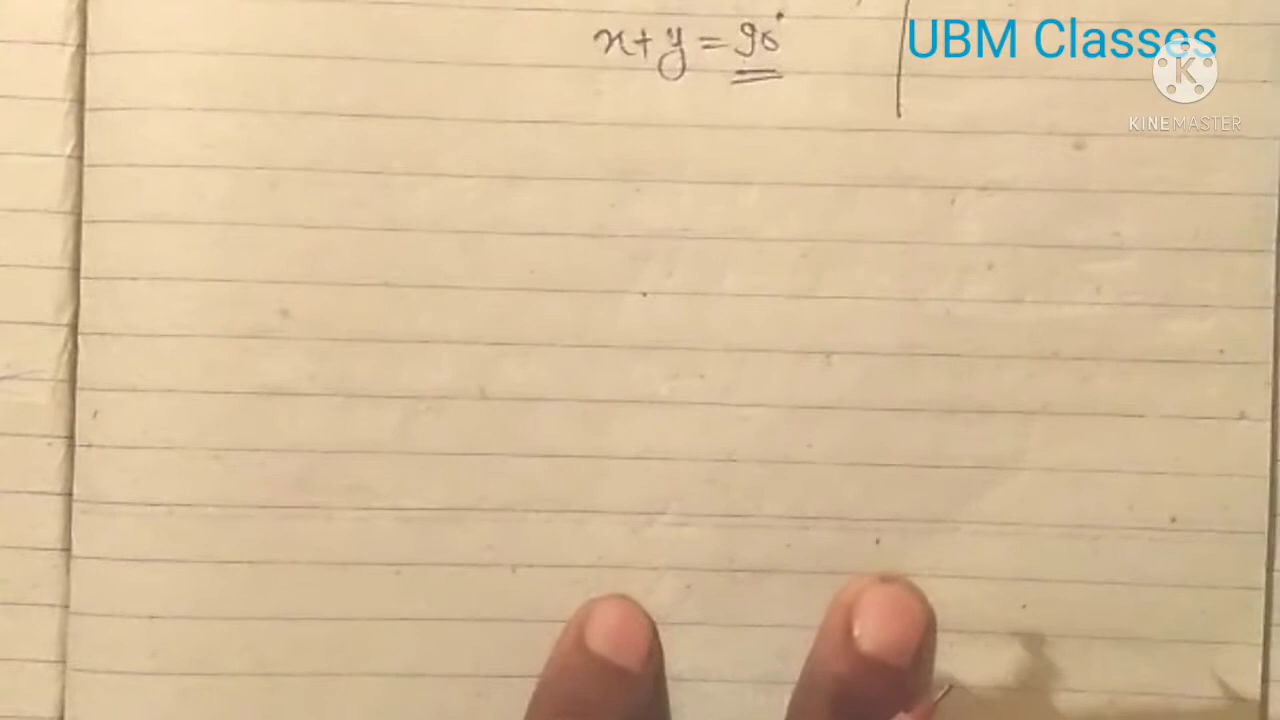 x + y = 90°
UBM Classes
K
KINEMASTER